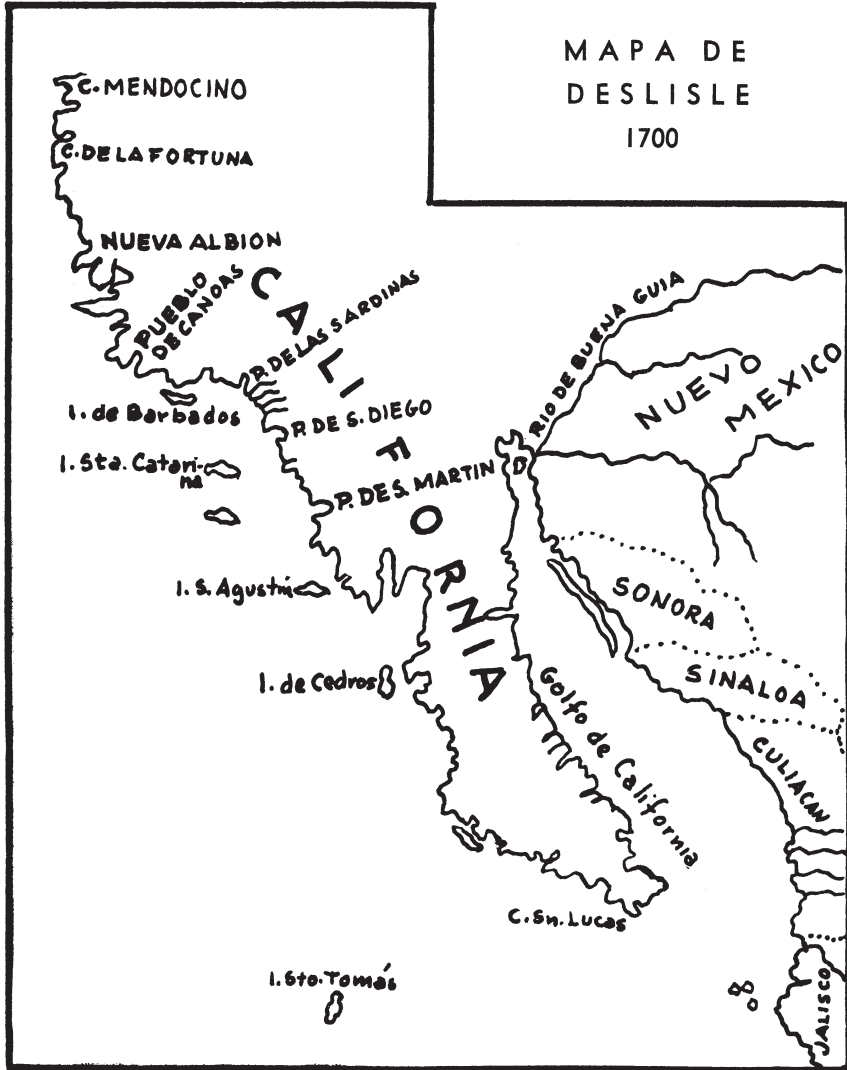 MAPA DE
DESLISLE
1700
C. MENDOCINO
C. DE LA FORTUNA
NUEVA ALBION
PUEBLO
DE CANOAS
CALIFORNIA
P. DE LAS SARDINAS
RIO DE BUENA GUIA
NUEVO
MEXICO
I. de Barbados
P. DE S. DIEGO
I. Sta. Catari-
na
P. DE S. MARTIN
I. S. Agustin
SONORA
I. de Cedros
SINALOA
Golfo de California
CULIACAN
C. Sn. Lucas
I. Sto. Tomás
JALISCO